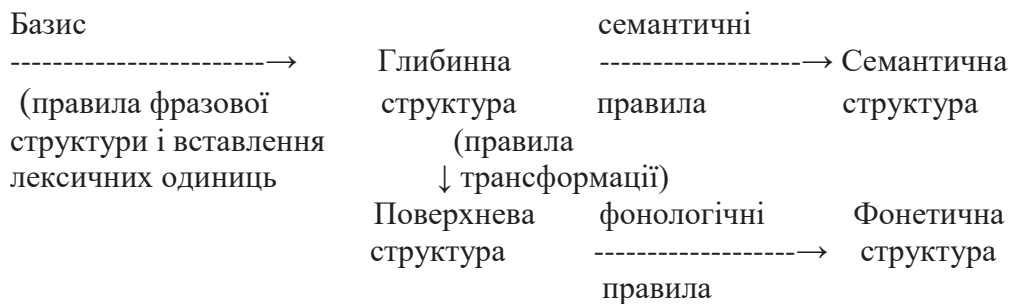 Базис семантичні
------------------------→ Глибинна -------------------→ Семантична
(правила фразової структура правила структура
структури і вставлення (правила
лексичних одиниць ↓ трансформації)
Поверхнева фонологічні Фонетична
структура -------------------→ структура
правила